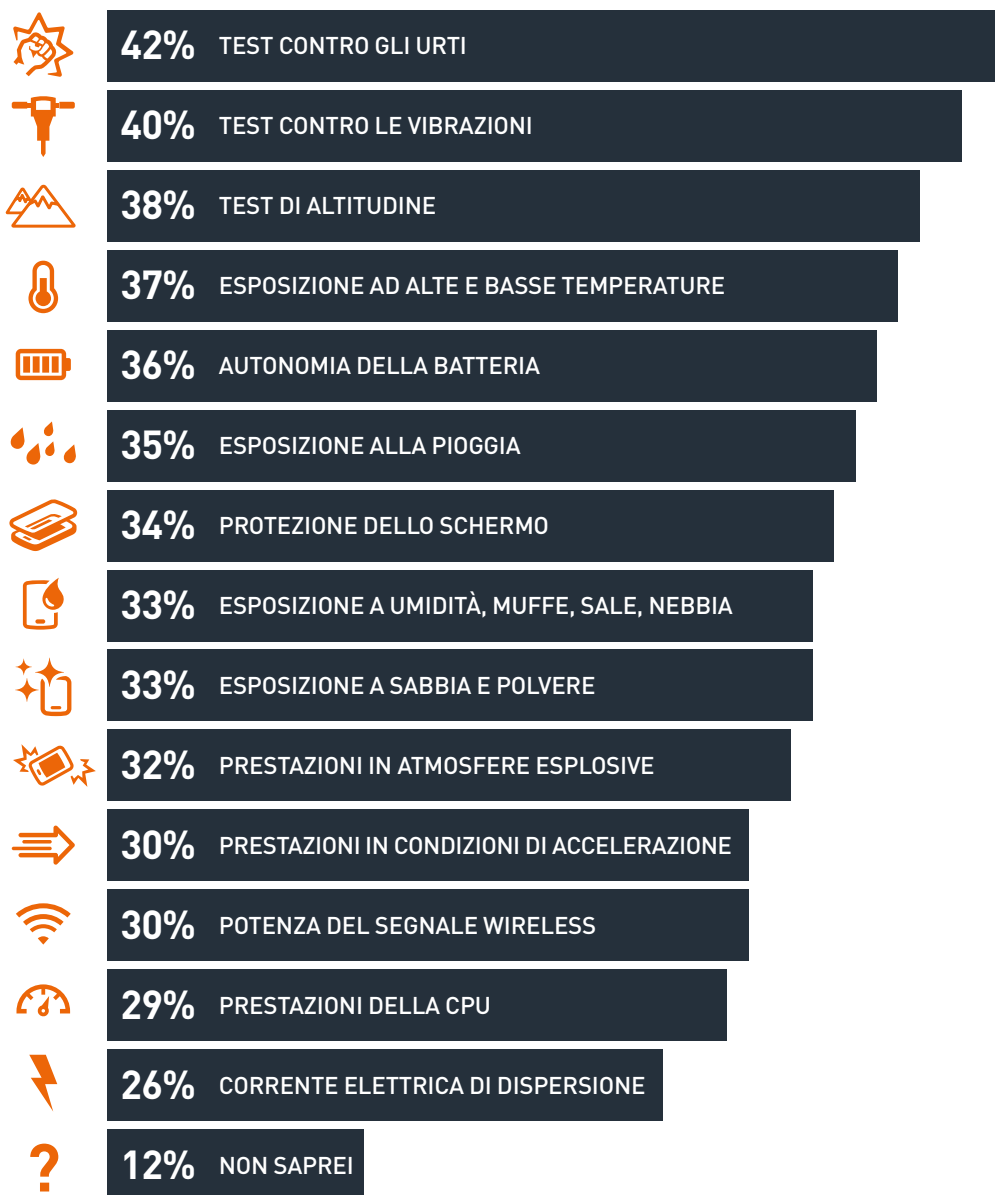 42% TEST CONTRO GLI URTI
40% TEST CONTRO LE VIBRAZIONI
38% TEST DI ALTITUDINE
37% ESPOSIZIONE AD ALTE E BASSE TEMPERATURE
36% AUTONOMIA DELLA BATTERIA
35% ESPOSIZIONE ALLA PIOGGIA
34% PROTEZIONE DELLO SCHERMO
33% ESPOSIZIONE A UMIDITÀ, MUFFE, SALE, NEBBIA
33% ESPOSIZIONE A SABBIA E POLVERE
32% PRESTAZIONI IN ATMOSFERE ESPLOSIVE
30% PRESTAZIONI IN CONDIZIONI DI ACCELERAZIONE
30% POTENZA DEL SEGNALE WIRELESS
29% PRESTAZIONI DELLA CPU
26% CORRENTE ELETTRICA DI DISPERSIONE
? 12% NON SAPREI